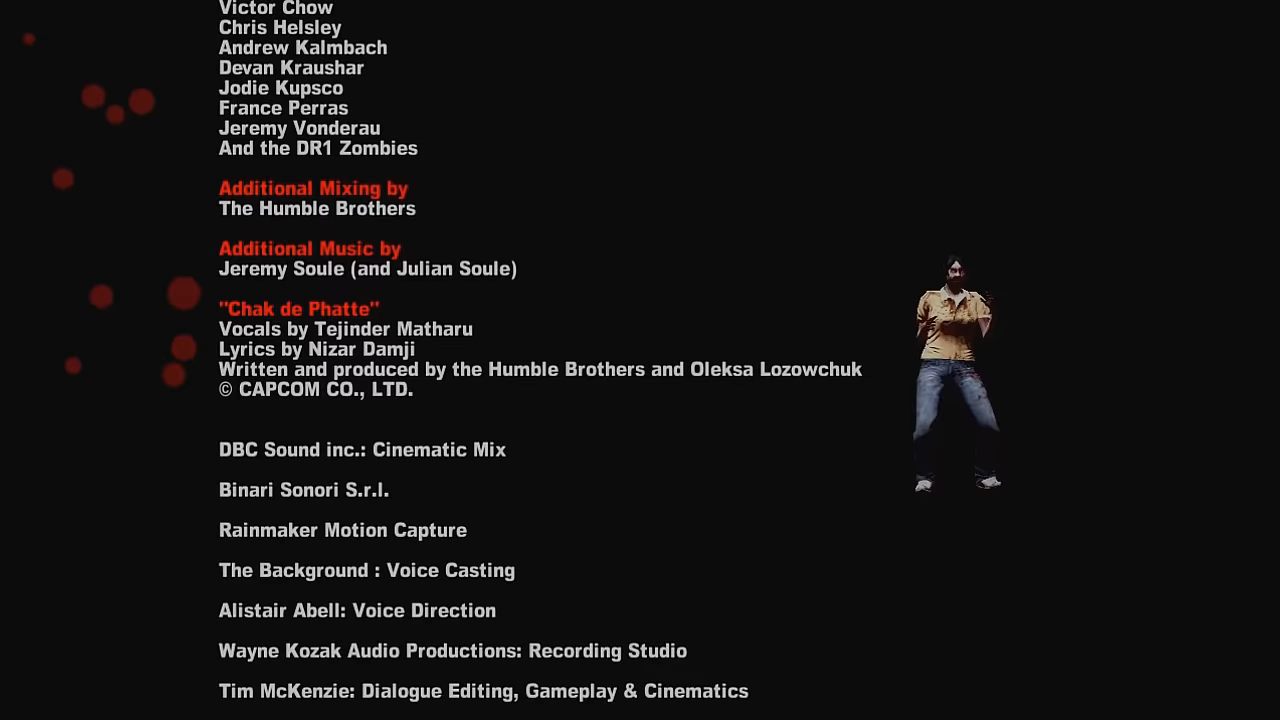 Victor Chow
Chris Helsley
Andrew Kalmbach
Devan Kraushar
Jodie Kupsco
France Perras
Jeremy Vonderau
And the DR1 Zombies
Additional Mixing by
The Humble Brothers
Additional Music by
Jeremy Soule (and Julian Soule)
"Chak de Phatte"
Vocals by Tejinder Matharu
Lyrics by Nizar Damji
Written and produced by the Humble Brothers and Oleksa Lozowchuk
© CAPCOM CO., LTD.
DBC Sound inc.: Cinematic Mix
Binari Sonori S.r.l.
Rainmaker Motion Capture
The Background : Voice Casting
Alistair Abell: Voice Direction
Wayne Kozak Audio Productions: Recording Studio
Tim McKenzie: Dialogue Editing, Gameplay & Cinematics